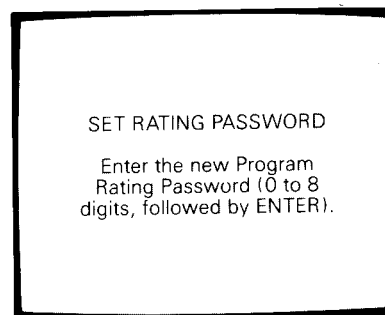 SET RATING PASSWORD
Enter the new Program
Rating Password (0 to 8
digits, followed by ENTER).